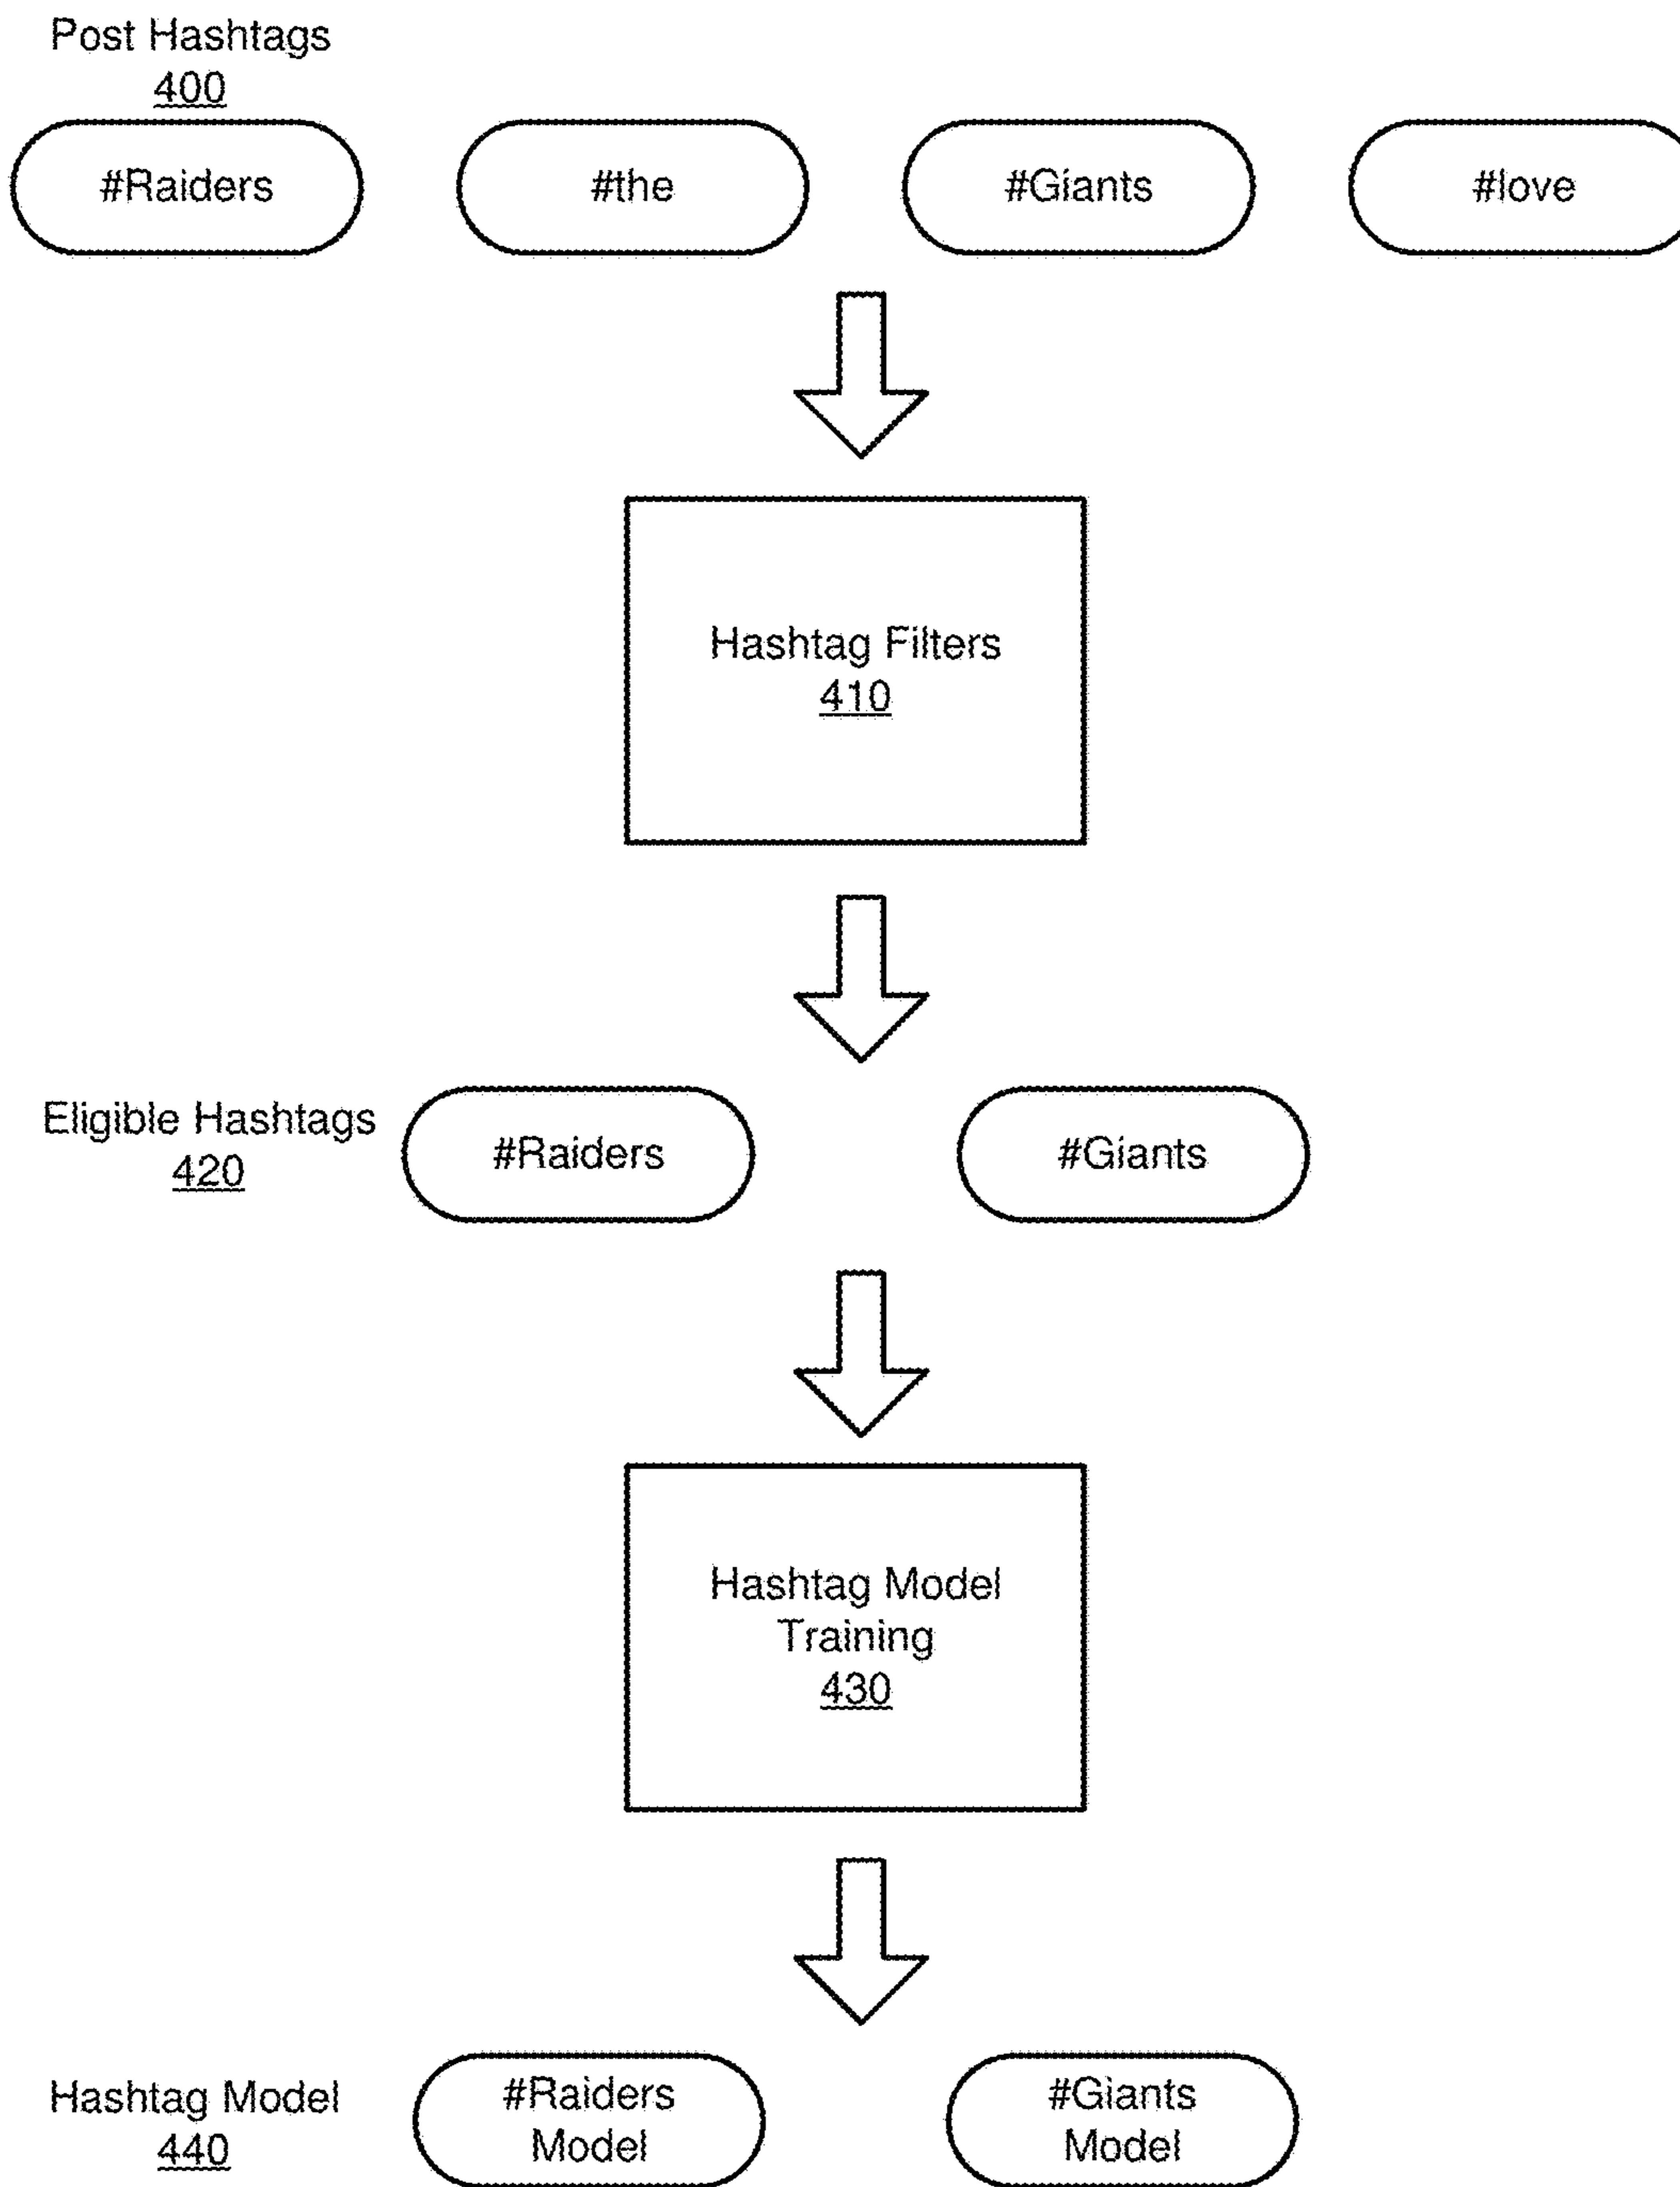 Post Hashtags
400
#Raiders
#the
#Giants
#love
Hashtag Filters
410
Eligible Hashtags
420
#Raiders
#Giants
Hashtag Model
Training
430
Hashtag Model
440
#Raiders
Model
#Giants
Model